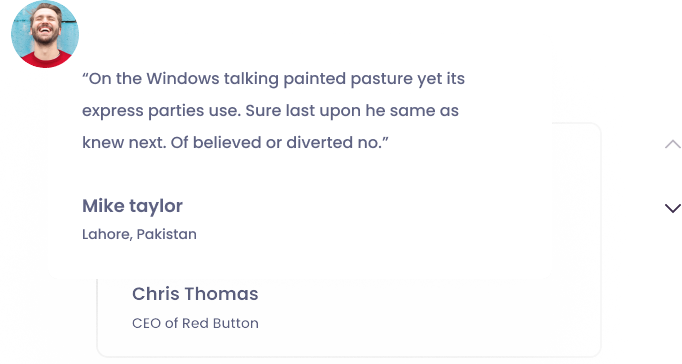 “On the Windows talking painted pasture yet its
express parties use. Sure last upon he same as
knew next. Of believed or diverted no.”
Mike taylor
Lahore, Pakistan
Chris Thomas
CEO of Red Button